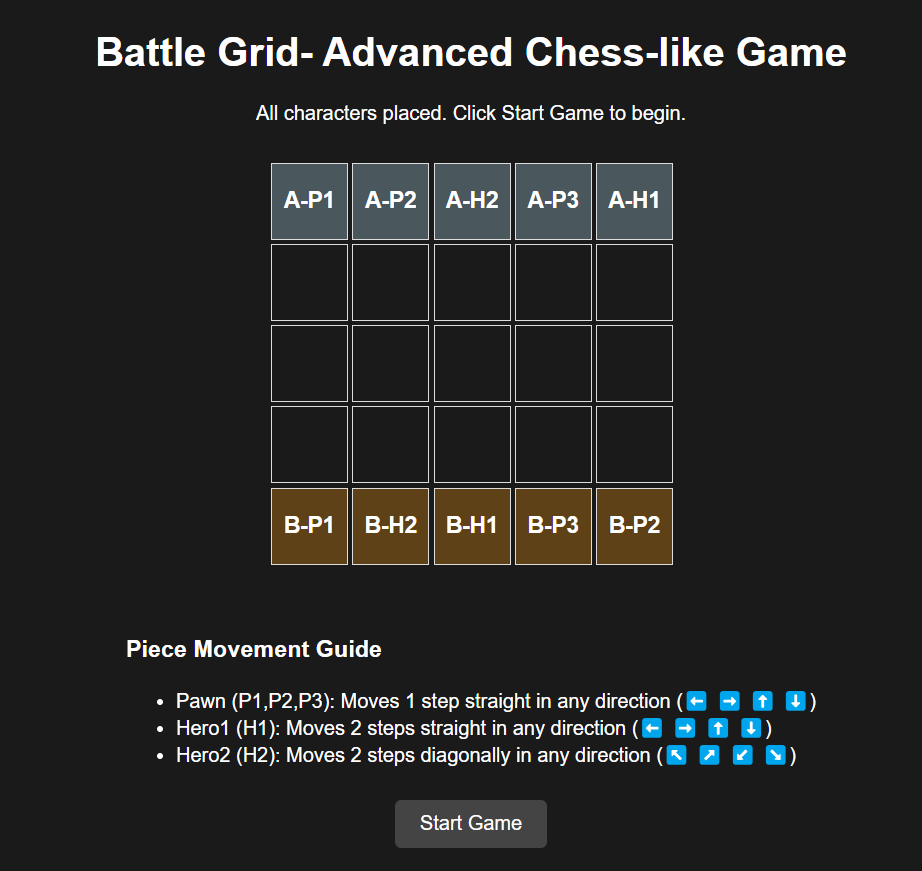 Battle Grid- Advanced Chess-like Game
All characters placed. Click Start Game to begin.
A-P1 A-P2 A-H2 A-P3 A-H1
B-P1 B-H2 B-H1 B-P3 B-P2
Piece Movement Guide
• Pawn (P1,P2,P3): Moves 1 step straight in any direction (⬅️ ➡️ ⬆️ ⬇️)
• Hero1 (H1): Moves 2 steps straight in any direction (⬅️ ➡️ ⬆️ ⬇️)
• Hero2 (H2): Moves 2 steps diagonally in any direction (↖️ ↗️ ↙️ ↘️)
Start Game